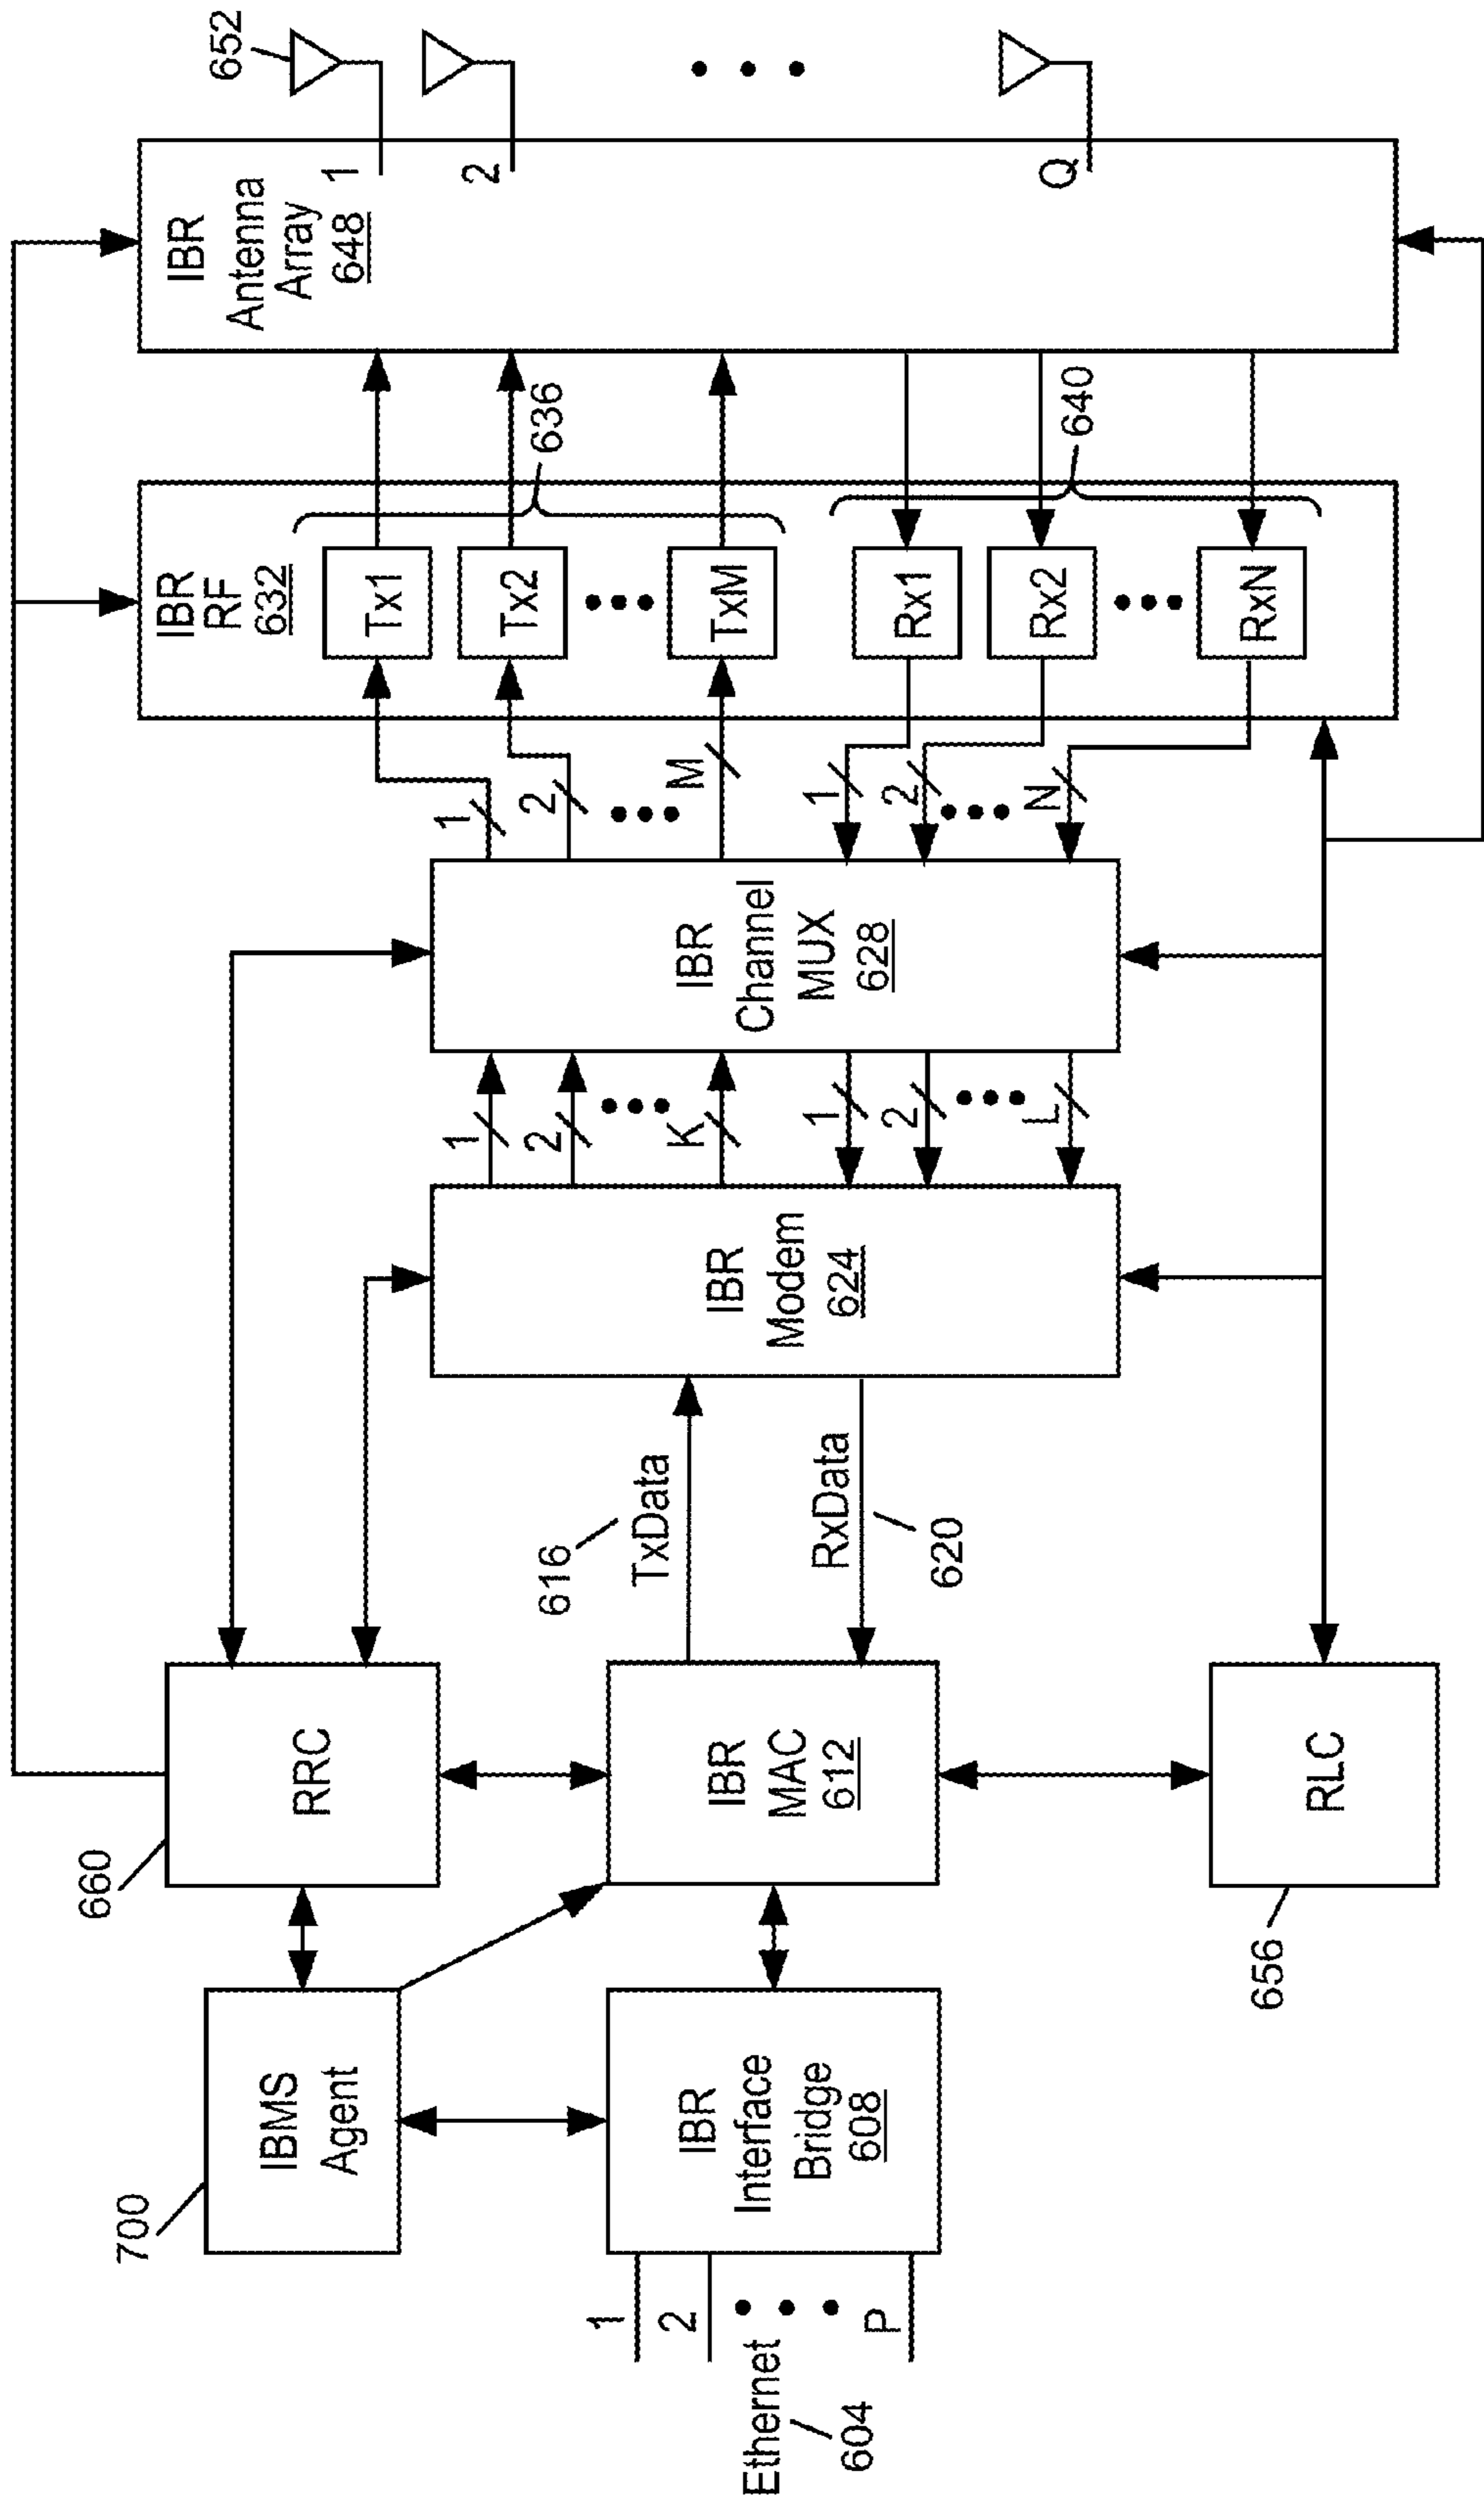 700
IBMS
Agent
660
RRC
Ethernet
604
1
2
P
IBR
Interface
Bridge
608
IBR
MAC
612
656
RLC
616
TxData
RxData
620
IBR
Modem
624
1
2
K
1
2
L
IBR
Channel
MUX
628
1
2
M
1
2
N
IBR
RF
632
Tx1
Tx2
TxM
Rx1
Rx2
RxN
636
640
IBR
Antenna
Array
648
1
2
Q
652